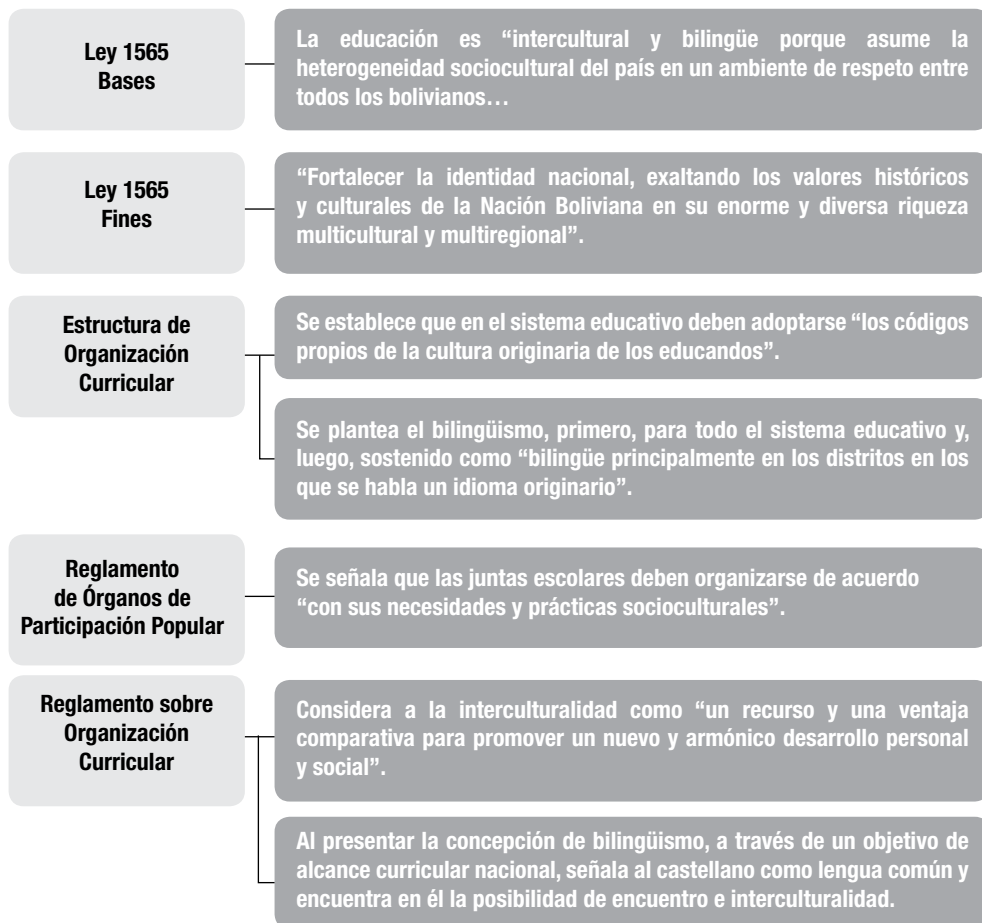 Ley 1565
Bases
La educación es “intercultural y bilingüe porque asume la
heterogeneidad sociocultural del país en un ambiente de respeto entre
todos los bolivianos…
Ley 1565
Fines
“Fortalecer la identidad nacional, exaltando los valores históricos
y culturales de la Nación Boliviana en su enorme y diversa riqueza
multicultural y multiregional”.
Estructura de
Organización
Curricular
Se establece que en el sistema educativo deben adoptarse “los códigos
propios de la cultura originaria de los educandos”.
Se plantea el bilingüismo, primero, para todo el sistema educativo y,
luego, sostenido como “bilingüe principalmente en los distritos en los
que se habla un idioma originario”.
Reglamento
de Órganos de
Participación Popular
Se señala que las juntas escolares deben organizarse de acuerdo
“con sus necesidades y prácticas socioculturales”.
Reglamento sobre
Organización
Curricular
Considera a la interculturalidad como “un recurso y una ventaja
comparativa para promover un nuevo y armónico desarrollo personal
y social”.
Al presentar la concepción de bilingüismo, a través de un objetivo de
alcance curricular nacional, señala al castellano como lengua común y
encuentra en él la posibilidad de encuentro e interculturalidad.